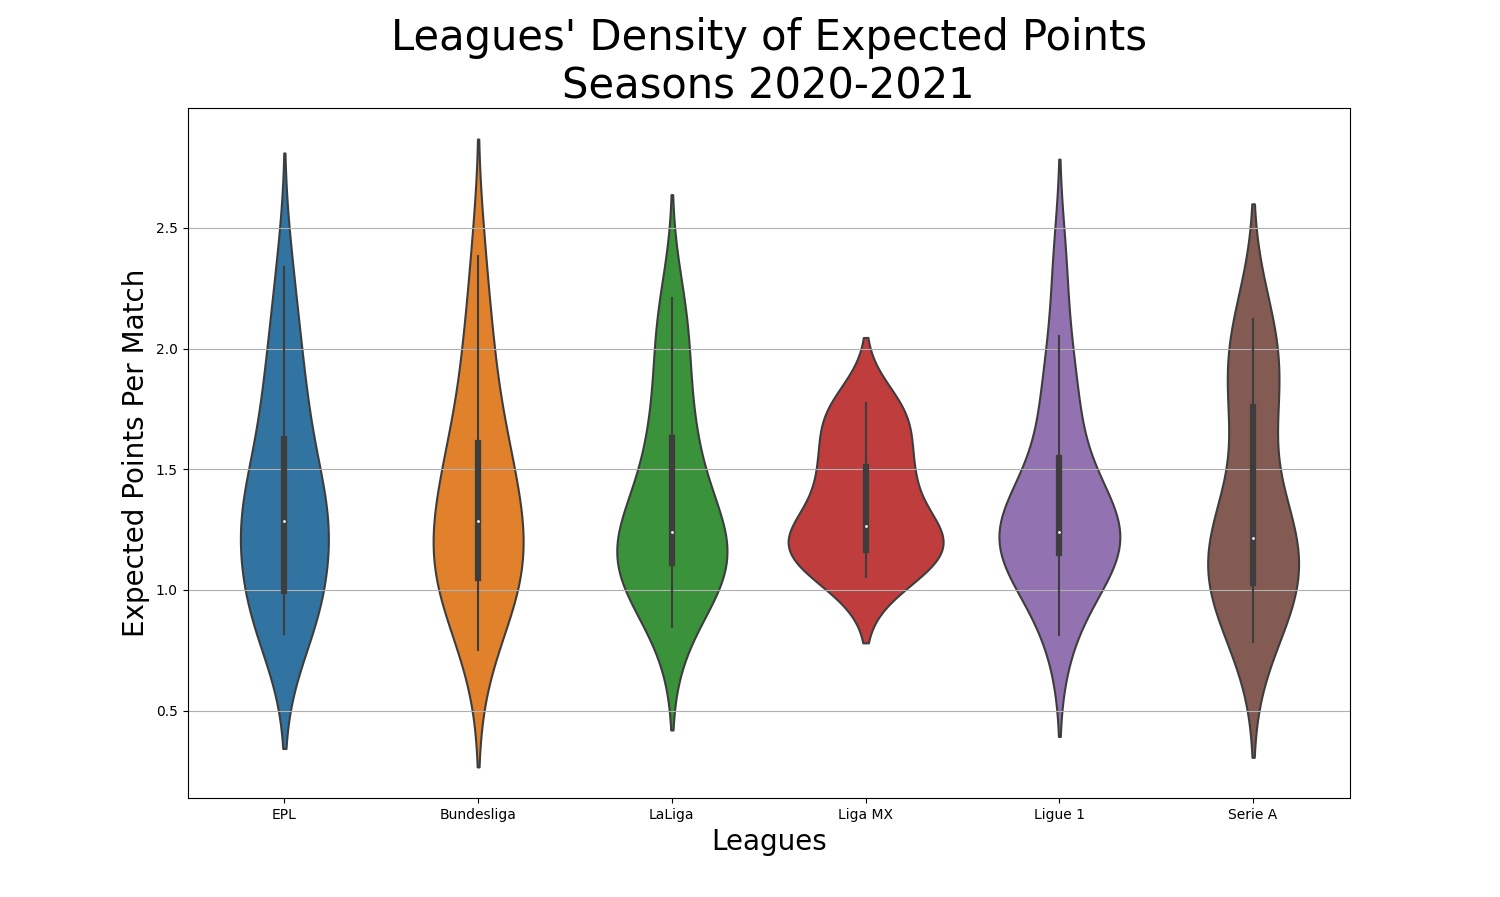 Leagues' Density of Expected Points
Seasons 2020-2021
Expected Points Per Match
2.5
2.0
1.5
1.0
0.5
EPL Bundesliga LaLiga Liga MX Ligue 1 Serie A
Leagues